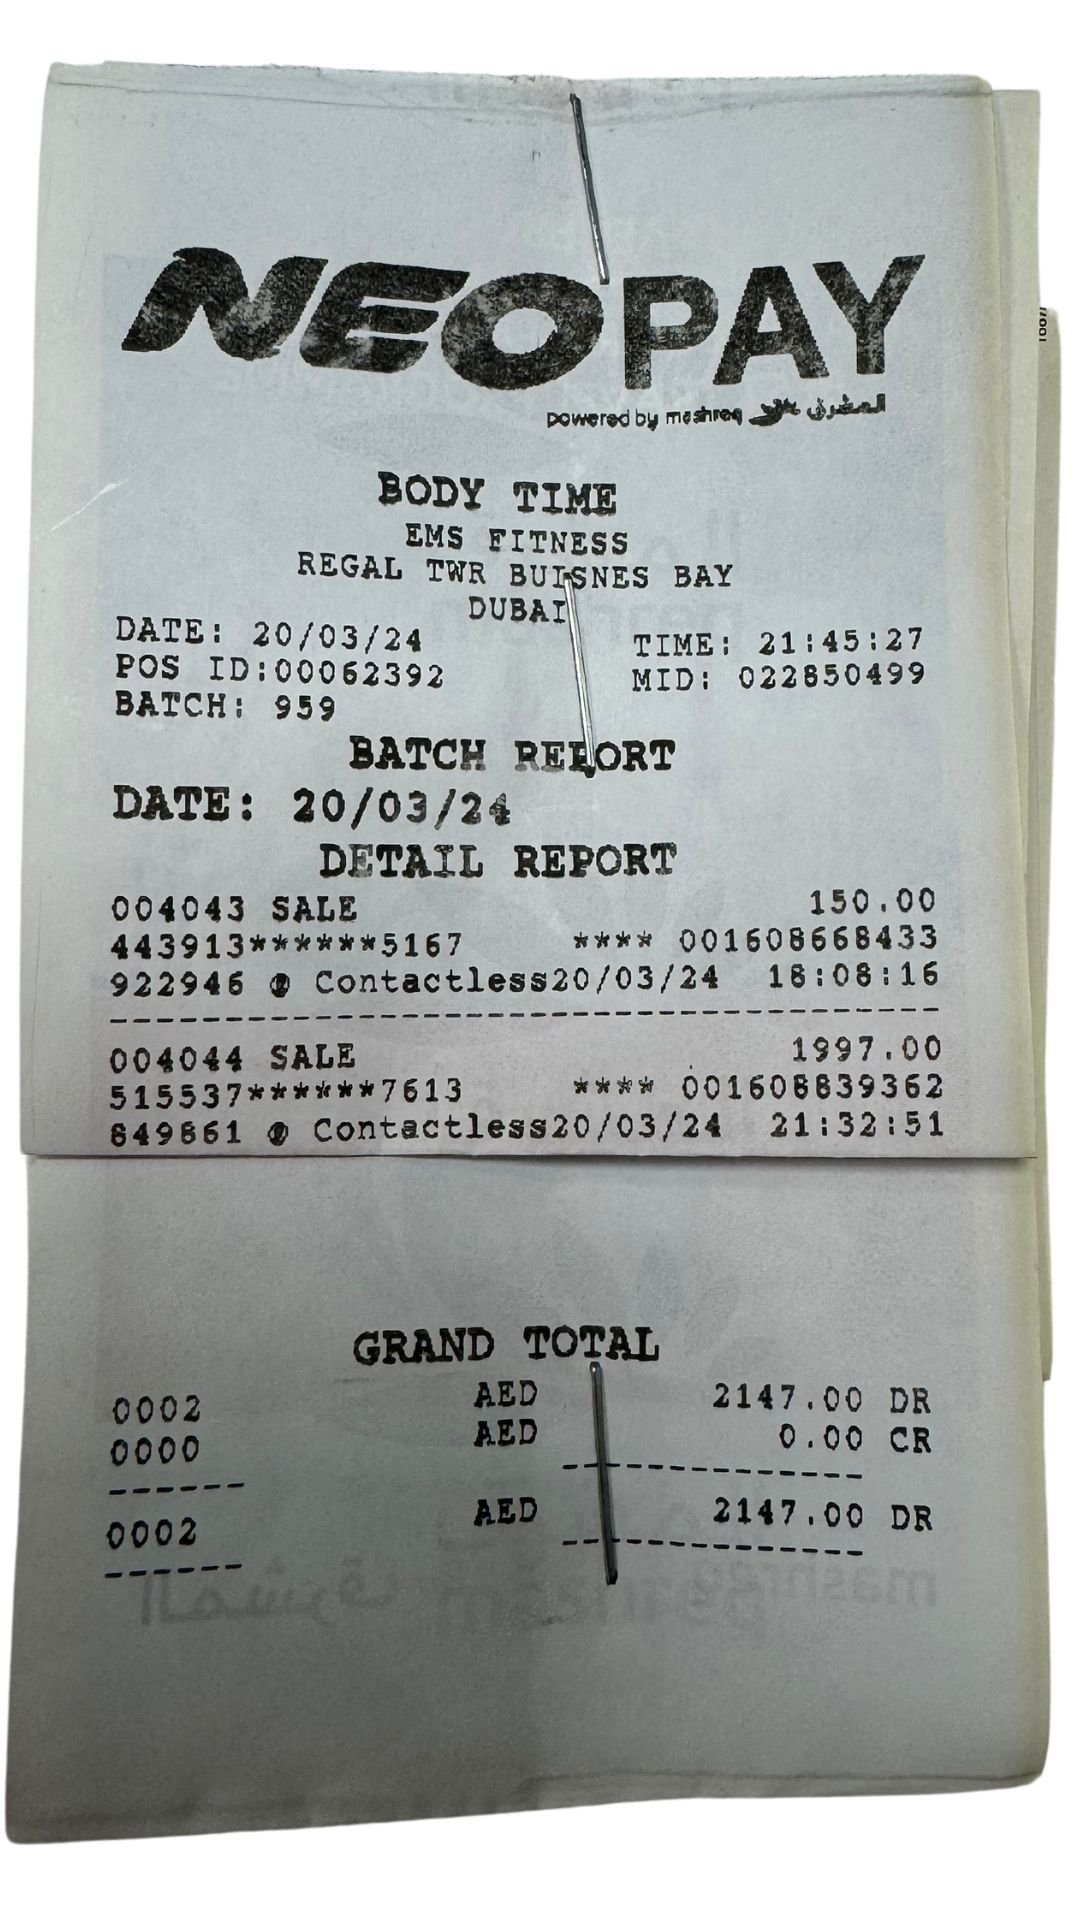 NEOPAY
powered by mashreq المشرق
BODY TIME
EMS FITNESS
REGAL TWR BUISNES BAY
DUBAI
DATE: 20/03/24 TIME: 21:45:27
POS ID:00062392 MID: 022850499
BATCH: 959
BATCH REPORT
DATE: 20/03/24
DETAIL REPORT
004043 SALE 150.00
443913******5167 **** 001608668433
922946 @ Contactless20/03/24 18:08:16
004044 SALE 1997.00
515537******7613 **** 001608839362
849861 @ Contactless20/03/24 21:32:51
GRAND TOTAL
0002 AED 2147.00 DR
0000 AED 0.00 CR
0002 AED 2147.00 DR